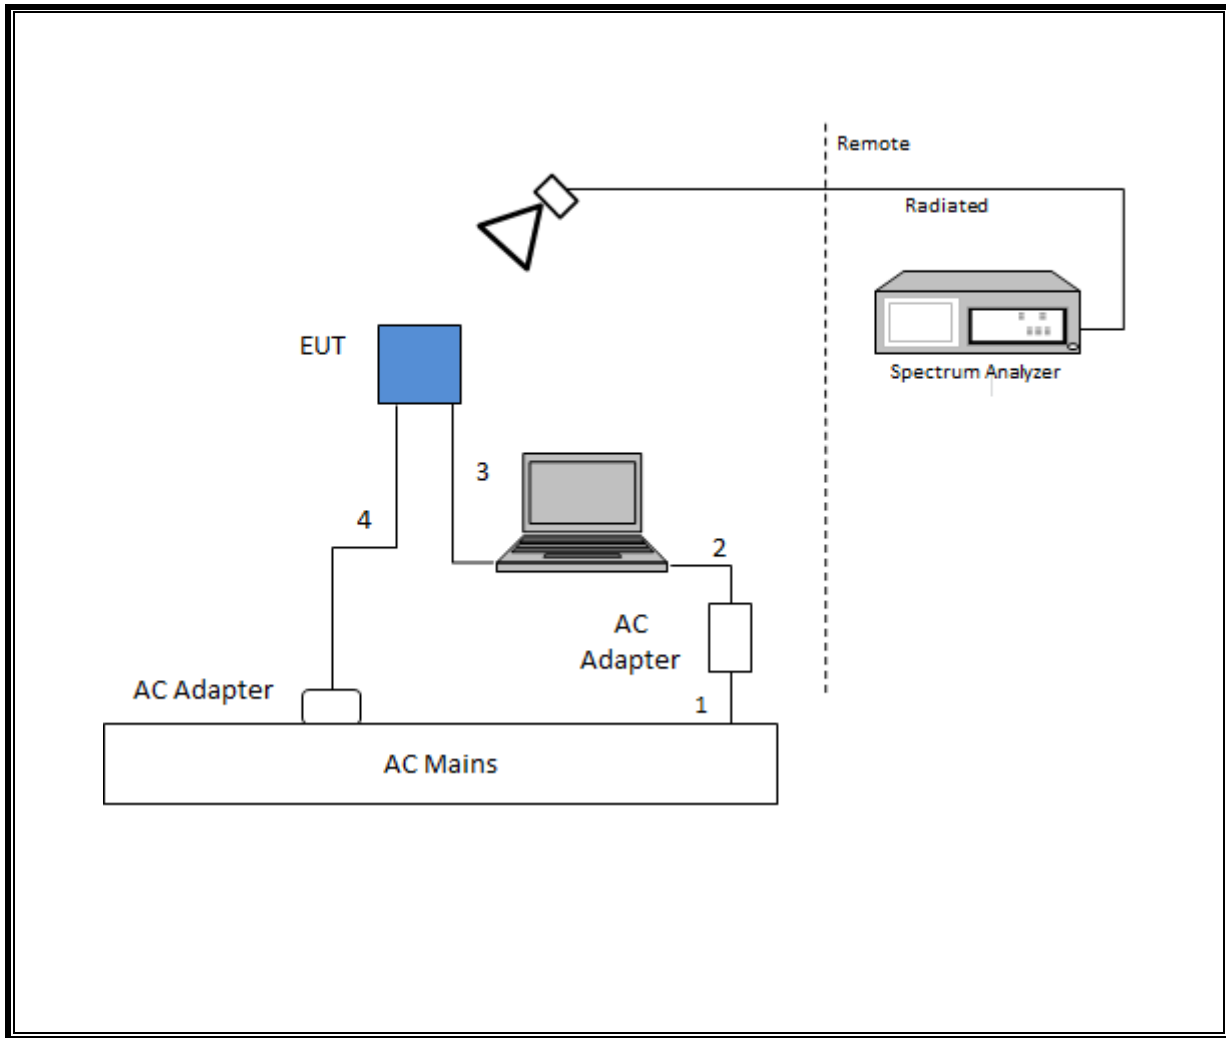 Remote
Radiated
EUT
Spectrum Analyzer
3
4
2
AC
Adapter
AC Adapter
1
AC Mains